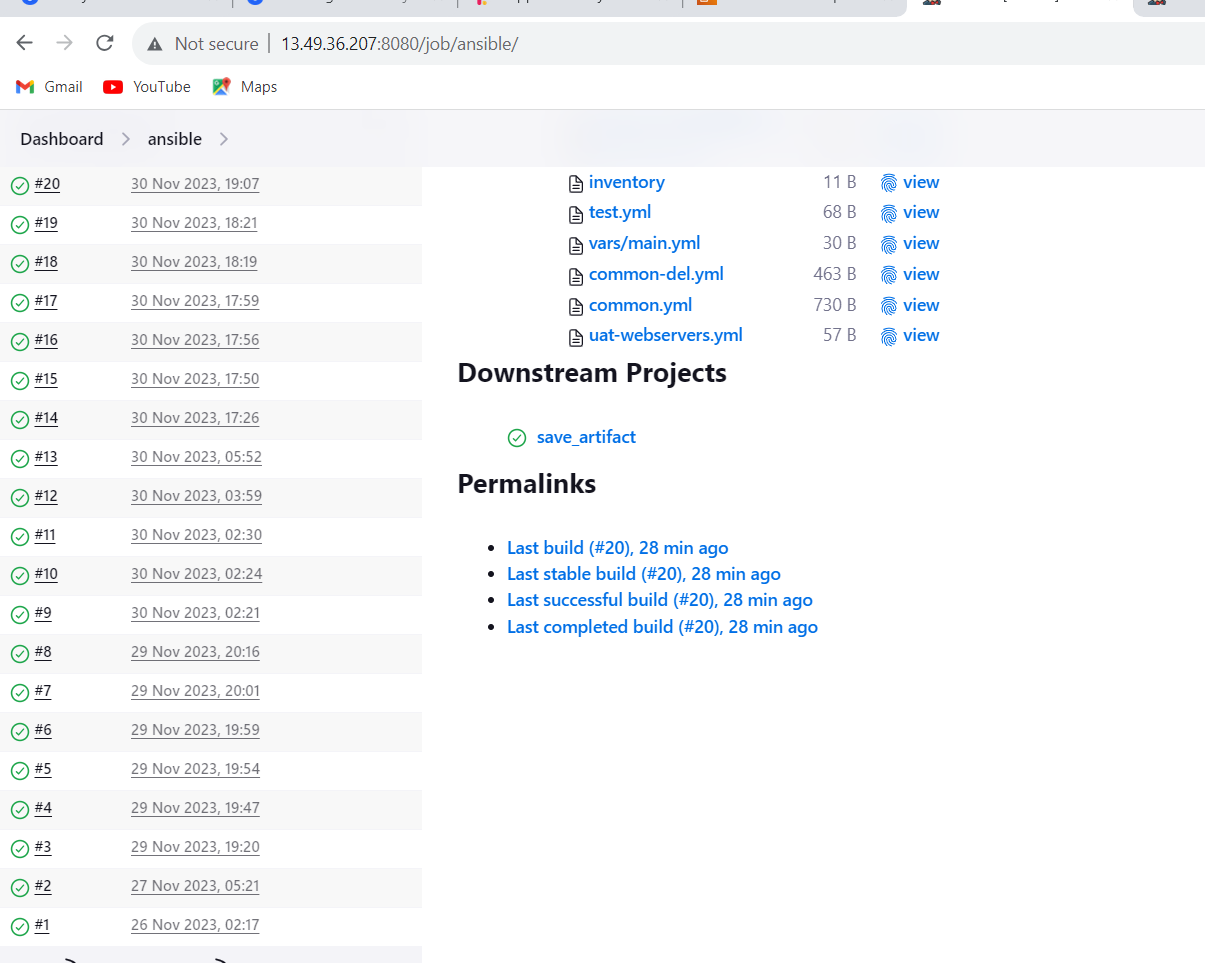 Not secure 13.49.36.207:8080/job/ansible/
Gmail YouTube Maps
Dashboard ansible
#20 30 Nov 2023, 19:07
#19 30 Nov 2023, 18:21
#18 30 Nov 2023, 18:19
#17 30 Nov 2023, 17:59
#16 30 Nov 2023, 17:56
#15 30 Nov 2023, 17:50
#14 30 Nov 2023, 17:26
#13 30 Nov 2023, 05:52
#12 30 Nov 2023, 03:59
#11 30 Nov 2023, 02:30
#10 30 Nov 2023, 02:24
#9 30 Nov 2023, 02:21
#8 29 Nov 2023, 20:16
#7 29 Nov 2023, 20:01
#6 29 Nov 2023, 19:59
#5 29 Nov 2023, 19:54
#4 29 Nov 2023, 19:47
#3 29 Nov 2023, 19:20
#2 27 Nov 2023, 05:21
#1 26 Nov 2023, 02:17
inventory 11 B view
test.yml 68 B view
vars/main.yml 30 B view
common-del.yml 463 B view
common.yml 730 B view
uat-webservers.yml 57 B view
Downstream Projects
save_artifact
Permalinks
Last build (#20), 28 min ago
Last stable build (#20), 28 min ago
Last successful build (#20), 28 min ago
Last completed build (#20), 28 min ago